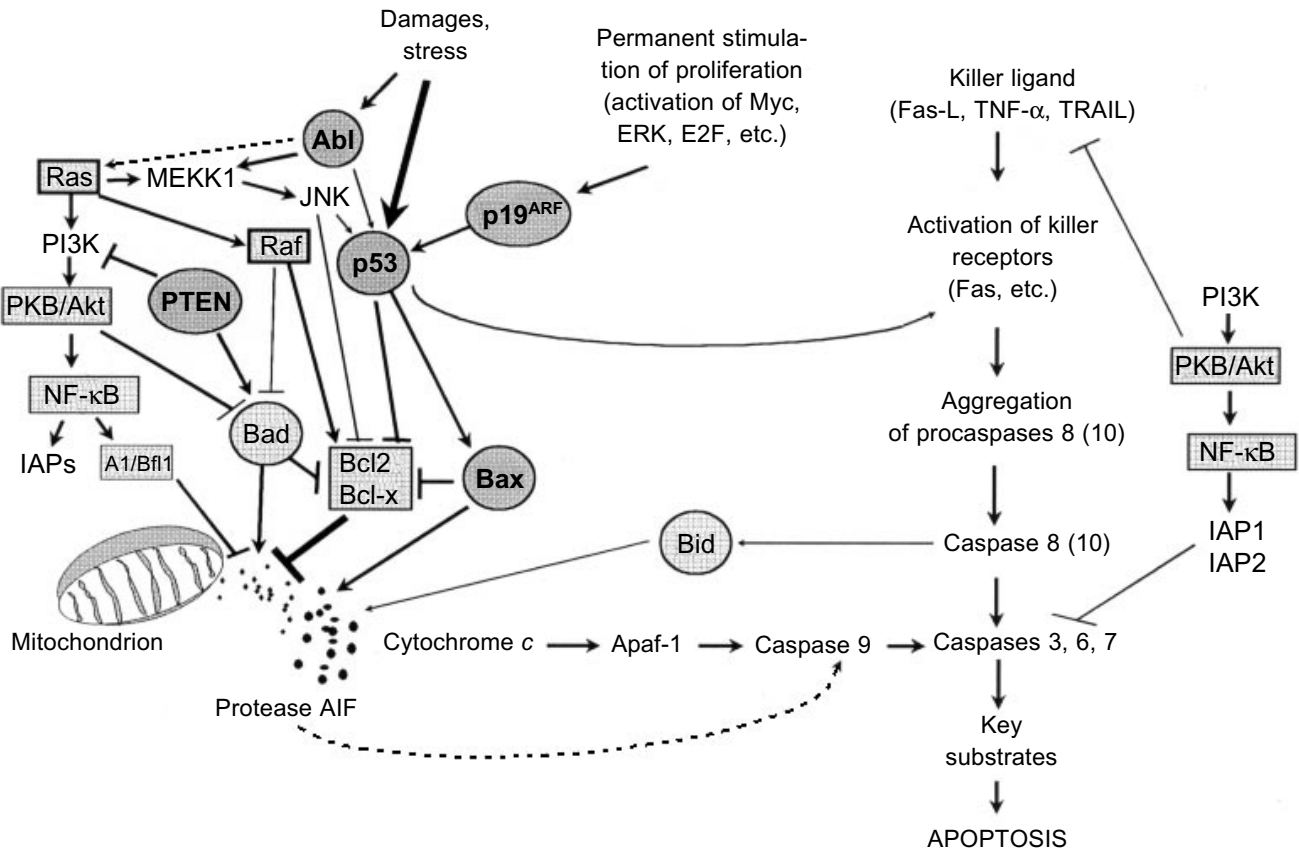 Damages,
stress
Permanent stimula-
tion of proliferation
(activation of Myc,
ERK, E2F, etc.)
Killer ligand
(Fas-L, TNF-α, TRAIL)
Abl
Ras
MEKK1
JNK
p19ARF
PI3K
Raf
p53
Activation of killer
receptors
(Fas, etc.)
PKB/Akt
PTEN
PI3K
PKB/Akt
NF-κB
Bad
Aggregation
of procaspases 8 (10)
NF-κB
IAPs
A1/Bfl1
Bcl2
Bcl-x
Bax
Bid
Caspase 8 (10)
IAP1
IAP2
Mitochondrion
Cytochrome c
Apaf-1
Caspase 9
Caspases 3, 6, 7
Protease AIF
Key
substrates
APOPTOSIS